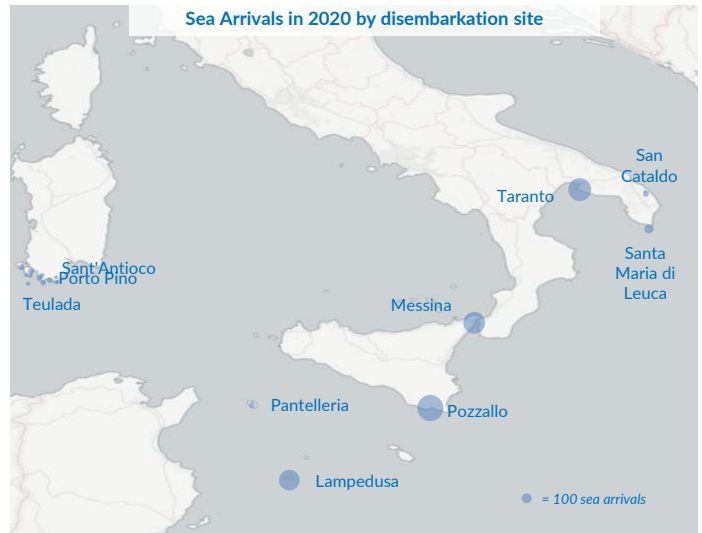 Sea Arrivals in 2020 by disembarkation site
San
Cataldo
Taranto
Santa
Maria di
Leuca
Sant'Antioco
Porto Pino
Teulada
Messina
Pantelleria
Pozzallo
Lampedusa
= 100 sea arrivals